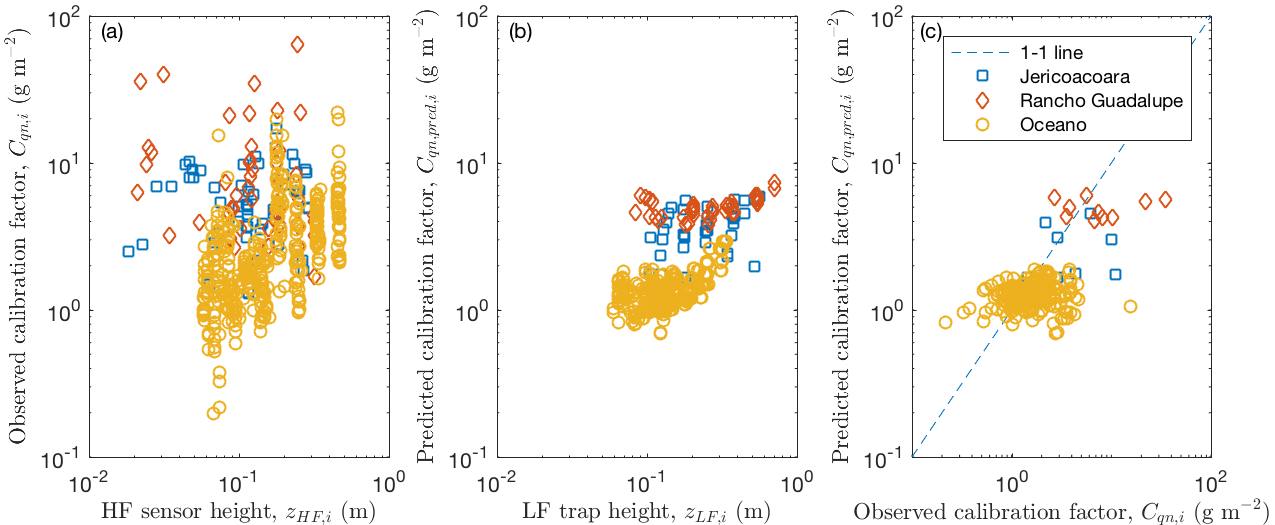 (a)
10^2
10^1
10^0
10^-1
10^-2
10^-1
10^0
Observed calibration factor, C_qn,i (g m^−2)
HF sensor height, z_HF,i (m)
(b)
10^2
10^1
10^0
10^-1
10^-2
10^-1
10^0
Predicted calibration factor, C_qn,pred,i (g m^−2)
LF trap height, z_LF,i (m)
(c)
1-1 line
Jericoacoara
Rancho Guadalupe
Oceano
10^2
10^1
10^0
10^-1
10^0
10^2
Predicted calibration factor, C_qn,pred,i (g m^−2)
Observed calibration factor, C_qn,i (g m^−2)